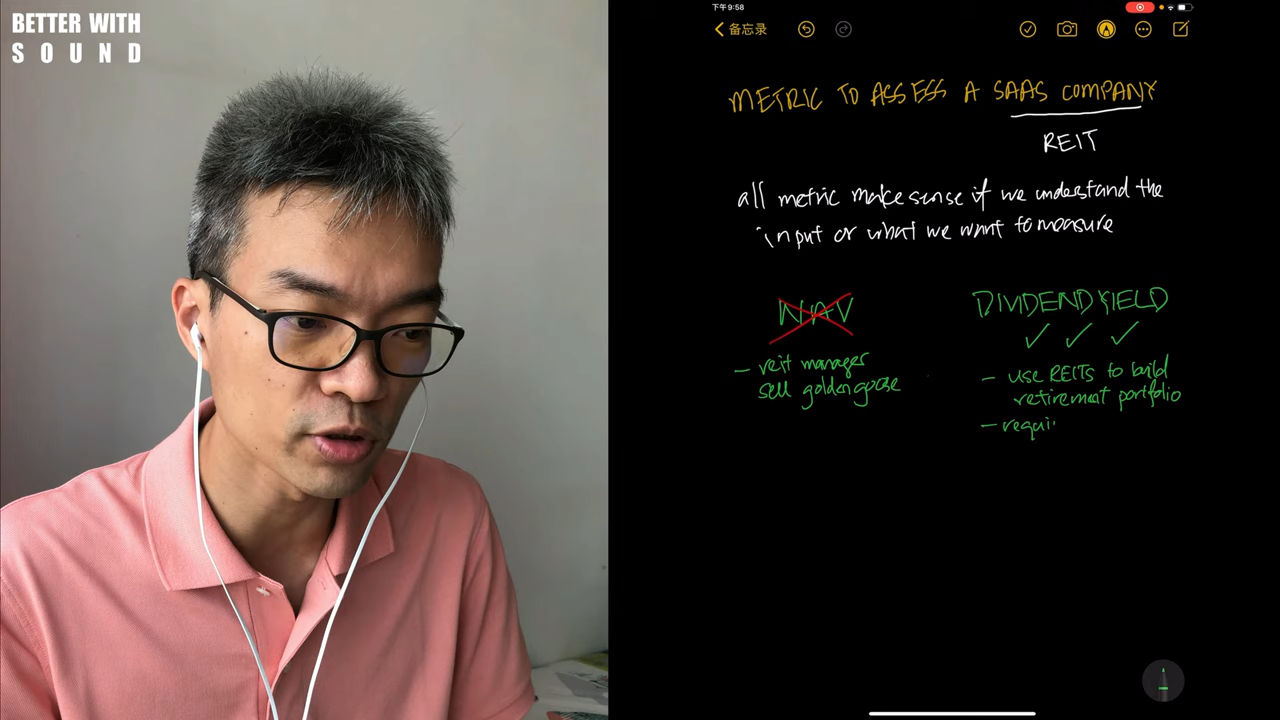 BETTER WITH
SOUND
下午9:58
备忘录
METRIC TO ASSESS A SAAS COMPANY
REIT
all metric make sense if we understand the
input or what we want to measure
NAV
DIVIDEND YIELD
- reit manager
sell golden goose
- use REITs to build
retirement portfolio
- requi